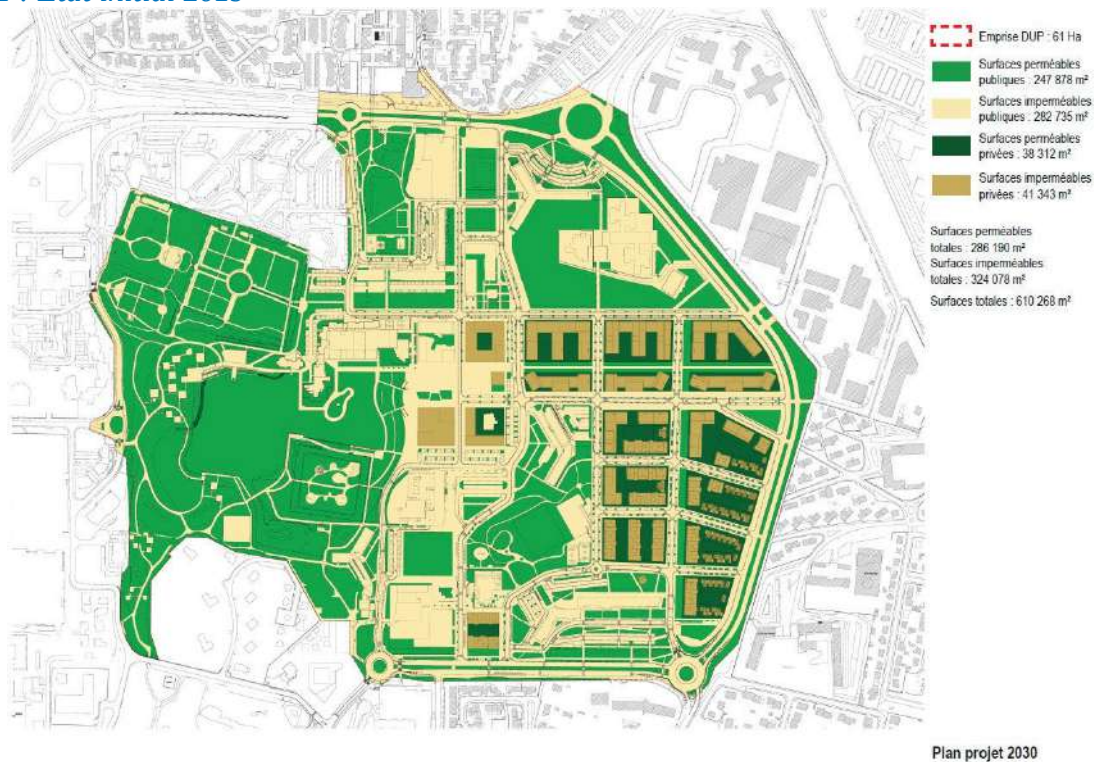 Emprise DUP : 61 Ha
Surfaces perméables
publiques : 247 878 m²
Surfaces imperméables
publiques : 282 735 m²
Surfaces perméables
privées : 38 312 m²
Surfaces imperméables
privées : 41 343 m²
Surfaces perméables
totales : 286 190 m²
Surfaces imperméables
totales : 324 078 m²
Surfaces totales : 610 268 m²
Plan projet 2030